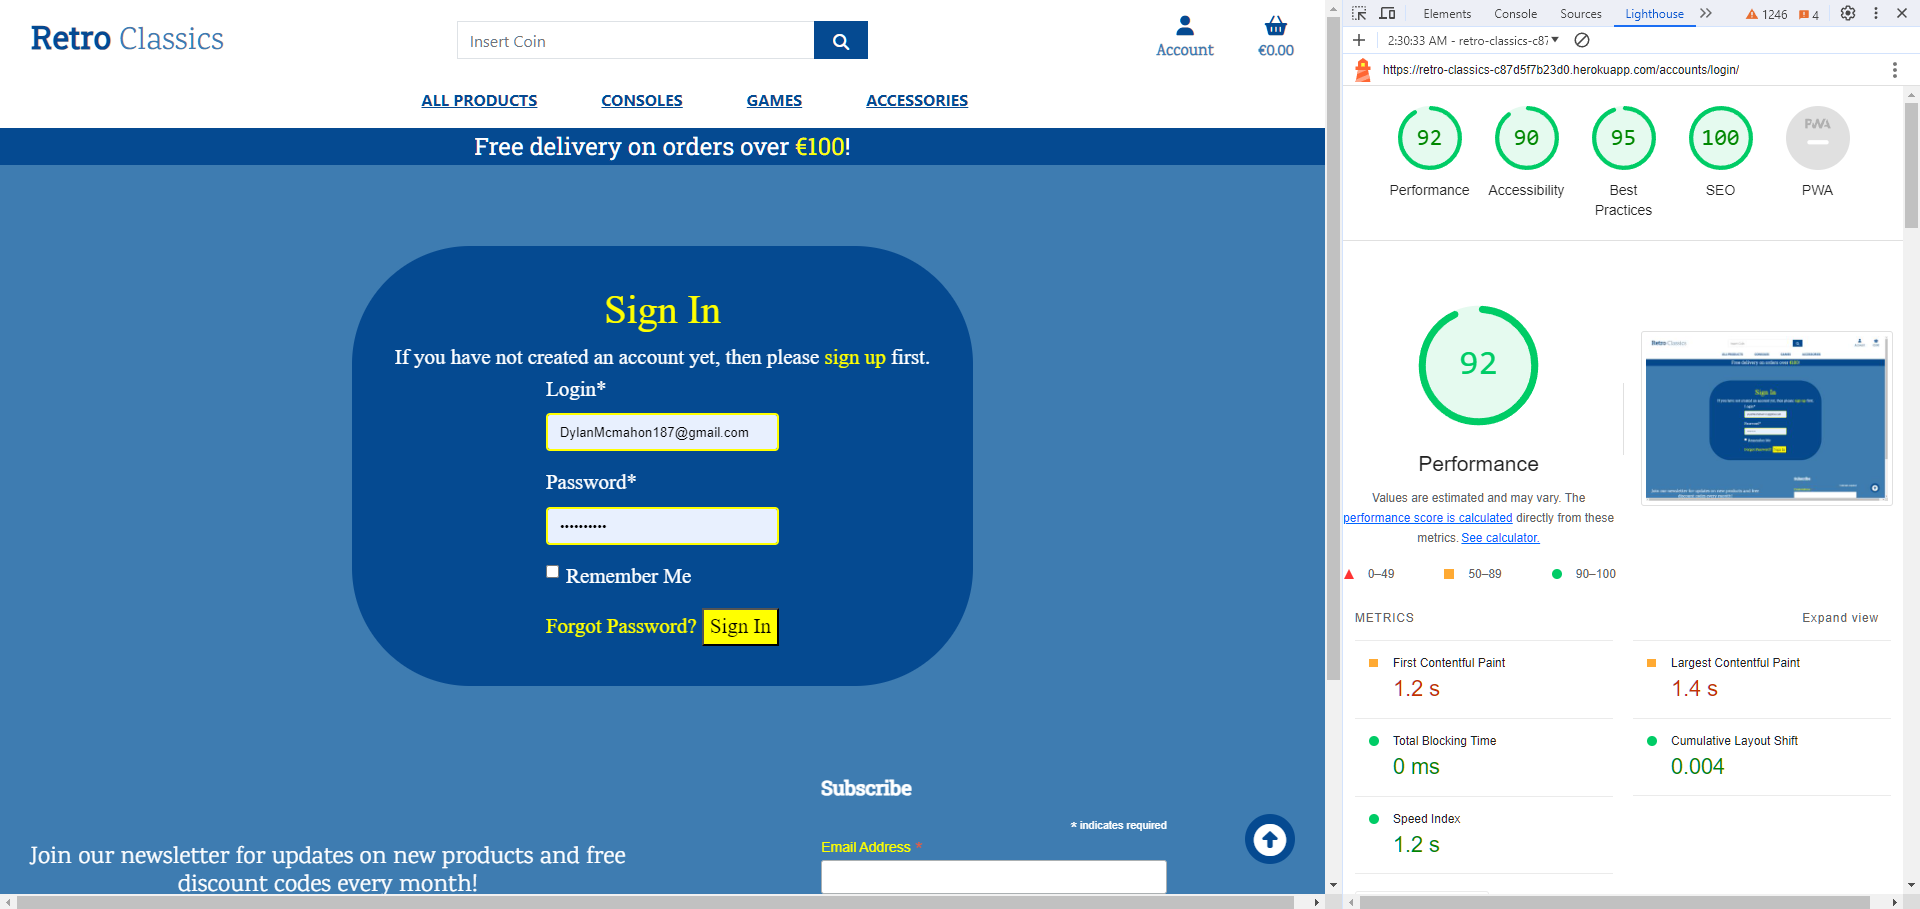 Retro Classics
Insert Coin
Account
€0.00
ALL PRODUCTS CONSOLES GAMES ACCESSORIES
Free delivery on orders over €100!
Sign In
If you have not created an account yet, then please sign up first.
Login*
DylanMcmahon187@gmail.com
Password*
••••••••••
Remember Me
Forgot Password? Sign In
Join our newsletter for updates on new products and free
discount codes every month!
Subscribe
* indicates required
Email Address *
Elements Console Sources Lighthouse 1246 4
2:30:33 AM - retro-classics-c87
https://retro-classics-c87d5f7b23d0.herokuapp.com/accounts/login/
92 90 95 100 PWA
Performance Accessibility Best Practices SEO PWA
92
Performance
Values are estimated and may vary. The
performance score is calculated directly from these
metrics. See calculator.
0–49 50–89 90–100
METRICS Expand view
First Contentful Paint
1.2 s
Largest Contentful Paint
1.4 s
Total Blocking Time
0 ms
Cumulative Layout Shift
0.004
Speed Index
1.2 s